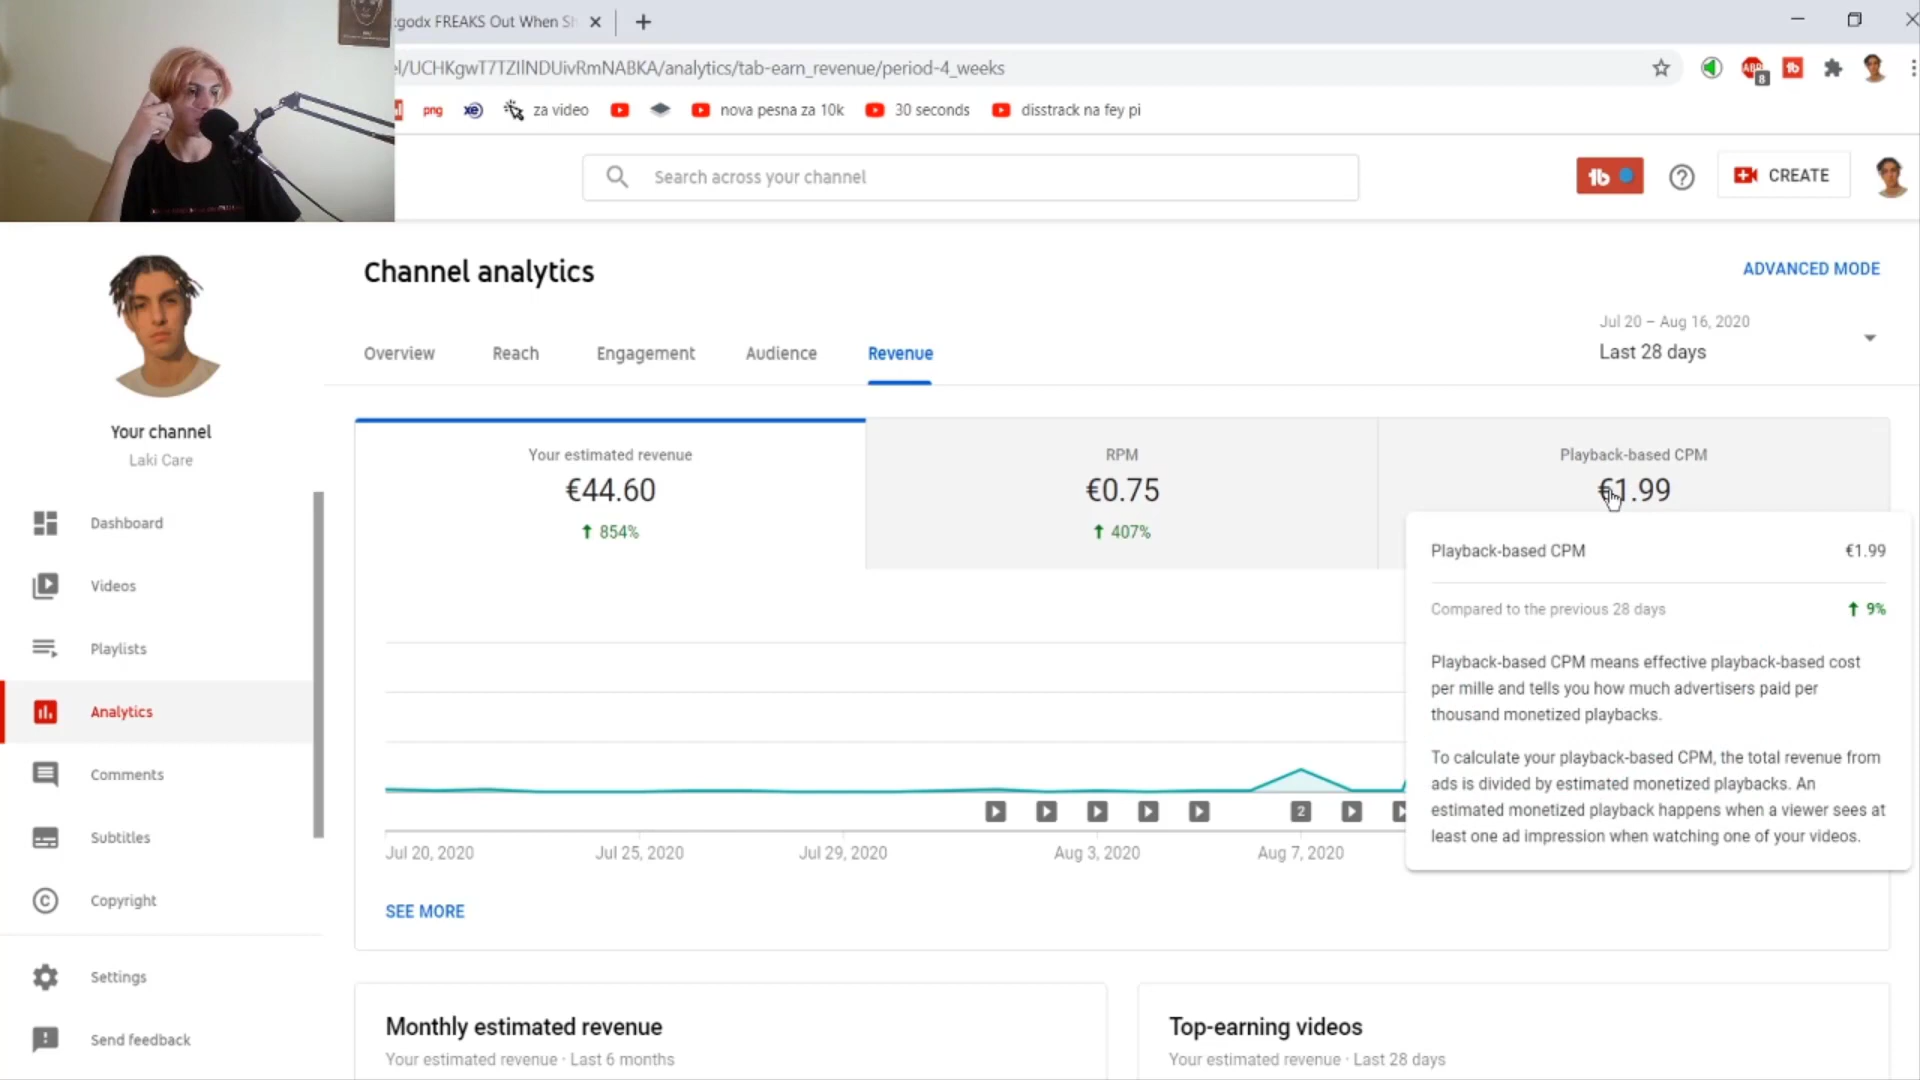 cgodx FREAKS Out When Sh
el/UCHKgwT7TZIlNDUivRmNABKA/analytics/tab-earn_revenue/period-4_weeks
ABP
8
tb
png
xe
za video
nova pesna za 10k
30 seconds
disstrack na fey pi
Search across your channel
tb
CREATE
Channel analytics
ADVANCED MODE
Jul 20 – Aug 16, 2020
Last 28 days
Overview
Reach
Engagement
Audience
Revenue
Your channel
Laki Care
Dashboard
Videos
Playlists
Analytics
Comments
Subtitles
Copyright
Settings
Send feedback
Your estimated revenue
€44.60
854%
RPM
€0.75
407%
Playback-based CPM
€1.99
Playback-based CPM €1.99
Compared to the previous 28 days 9%
Playback-based CPM means effective playback-based cost
per mille and tells you how much advertisers paid per
thousand monetized playbacks.
To calculate your playback-based CPM, the total revenue from
ads is divided by estimated monetized playbacks. An
estimated monetized playback happens when a viewer sees at
least one ad impression when watching one of your videos.
2
Jul 20, 2020
Jul 25, 2020
Jul 29, 2020
Aug 3, 2020
Aug 7, 2020
SEE MORE
Monthly estimated revenue
Your estimated revenue · Last 6 months
Top-earning videos
Your estimated revenue · Last 28 days